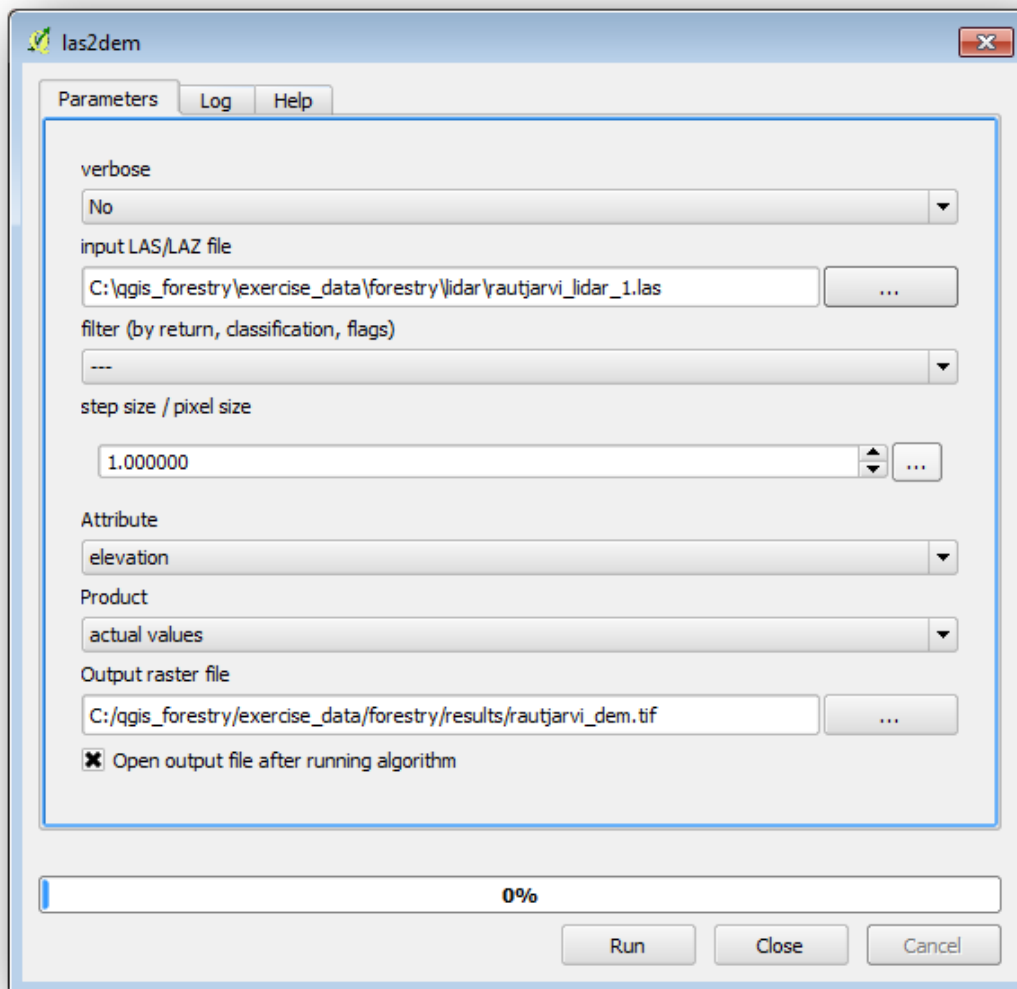 las2dem
Parameters Log Help
verbose
No
input LAS/LAZ file
C:\qgis_forestry\exercise_data\forestry\lidar\rautjarvi_lidar_1.las ...
filter (by return, classification, flags)
---
step size / pixel size
1.000000 ...
Attribute
elevation
Product
actual values
Output raster file
C:/qgis_forestry/exercise_data/forestry/results/rautjarvi_dem.tif ...
Open output file after running algorithm
0%
Run Close Cancel